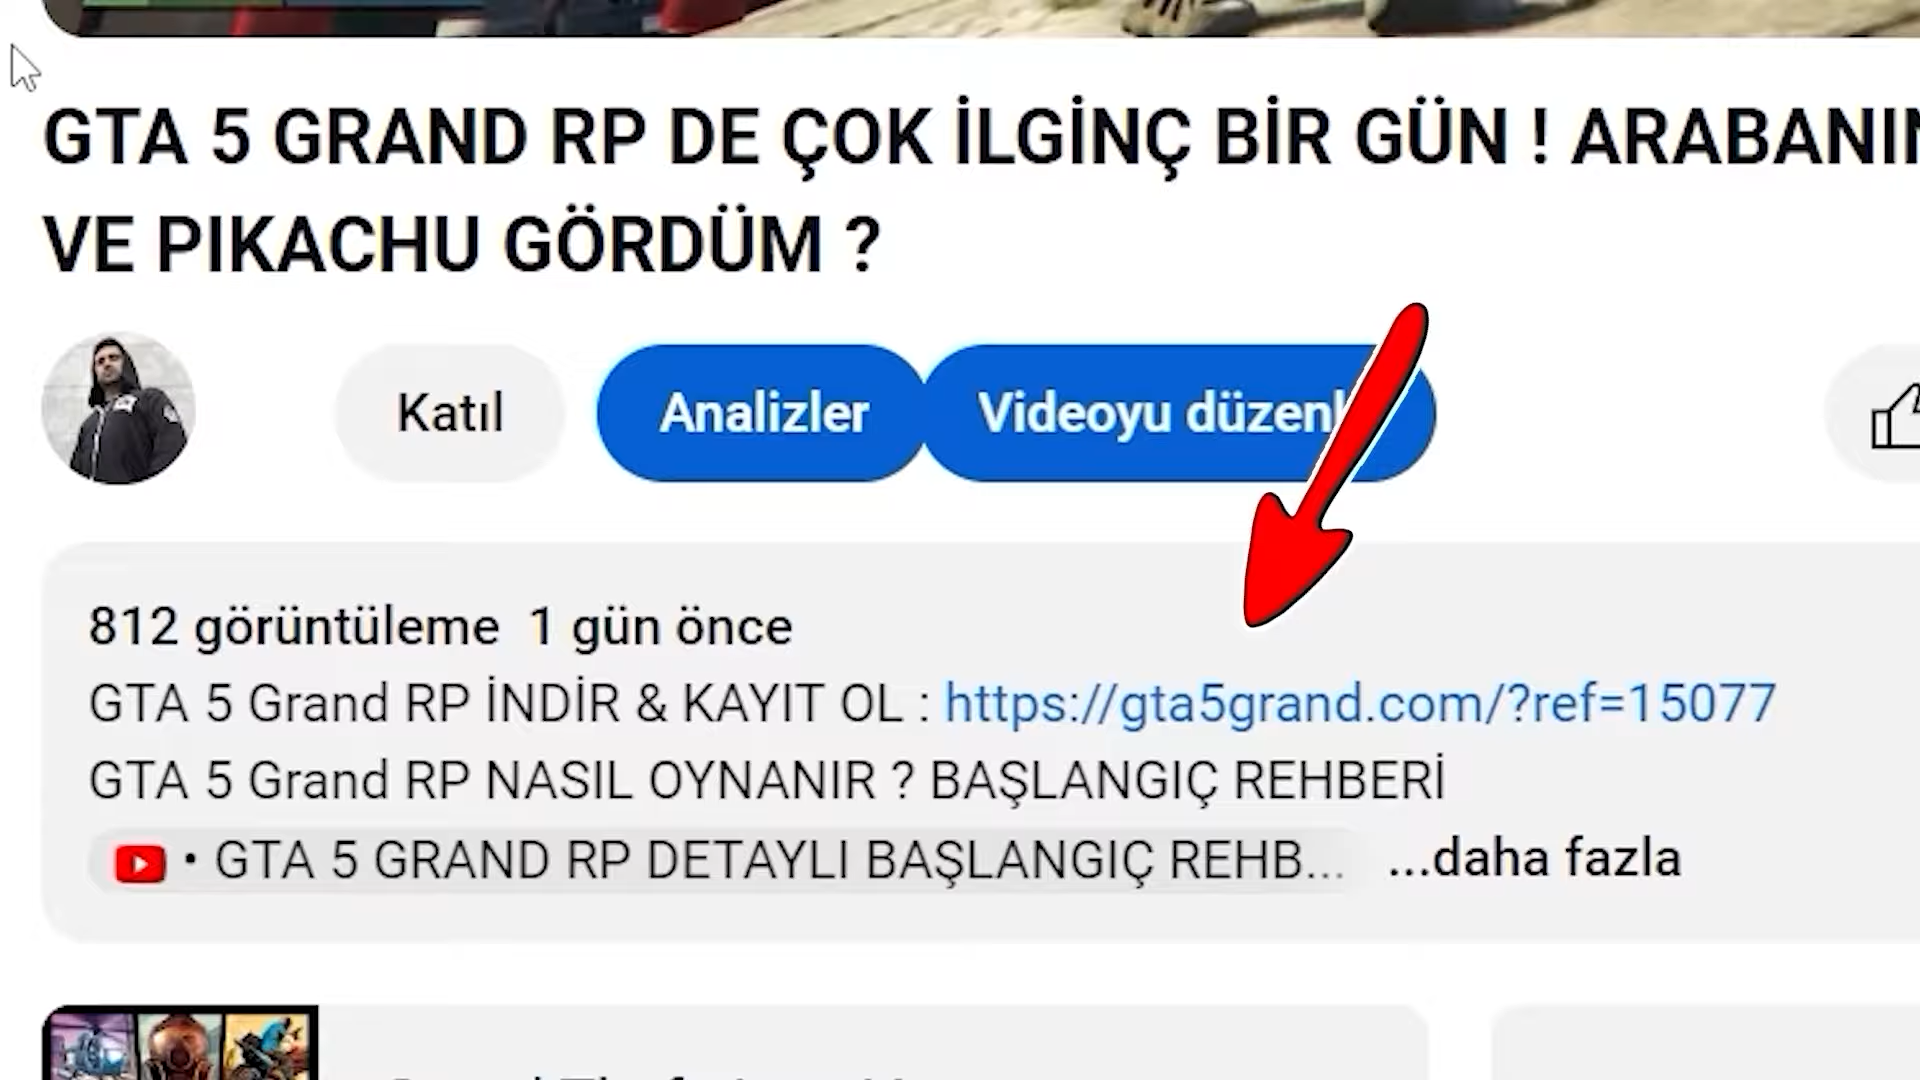 GTA 5 GRAND RP DE ÇOK İLGİNÇ BİR GÜN ! ARABANIN
VE PIKACHU GÖRDÜM ?
Katıl
Analizler
Videoyu düzenl
812 görüntüleme 1 gün önce
GTA 5 Grand RP İNDİR & KAYIT OL : https://gta5grand.com/?ref=15077
GTA 5 Grand RP NASIL OYNANIR ? BAŞLANGIÇ REHBERİ
• GTA 5 GRAND RP DETAYLI BAŞLANGIÇ REHB... ...daha fazla